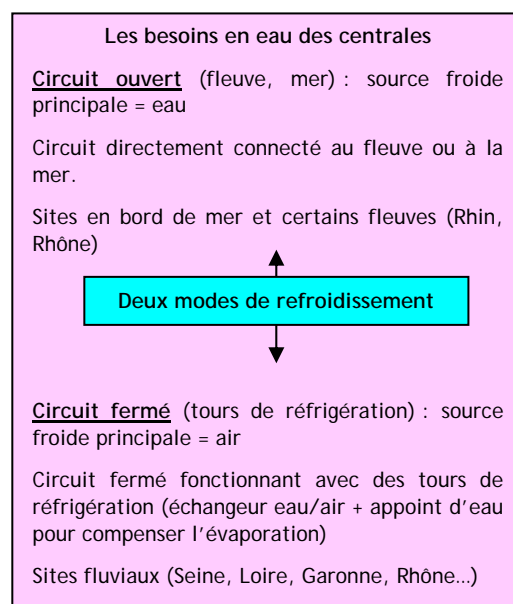 Les besoins en eau des centrales
Circuit ouvert (fleuve, mer) : source froide
principale = eau
Circuit directement connecté au fleuve ou à la
mer.
Sites en bord de mer et certains fleuves (Rhin,
Rhône)
Deux modes de refroidissement
Circuit fermé (tours de réfrigération) : source
froide principale = air
Circuit fermé fonctionnant avec des tours de
réfrigération (échangeur eau/air + appoint d'eau
pour compenser l'évaporation)
Sites fluviaux (Seine, Loire, Garonne, Rhône...)